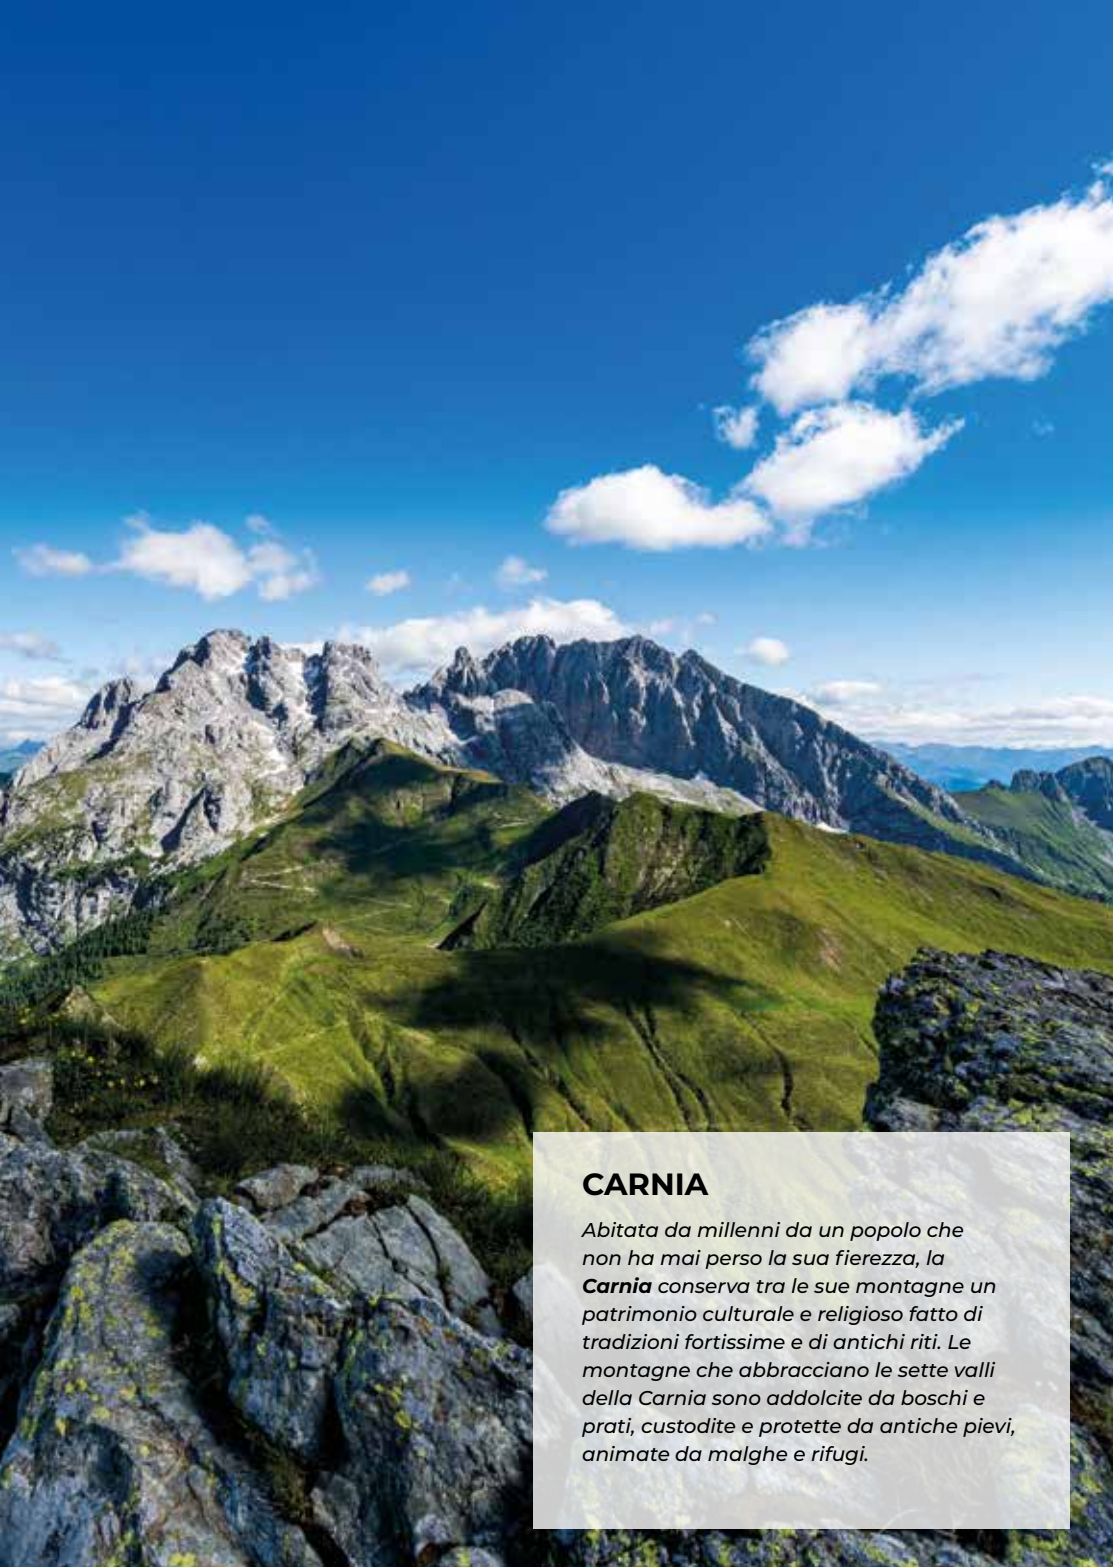 CARNIA
Abitata da millenni da un popolo che
non ha mai perso la sua fierezza, la
Carnia conserva tra le sue montagne un
patrimonio culturale e religioso fatto di
tradizioni fortissime e di antichi riti. Le
montagne che abbracciano le sette valli
della Carnia sono addolcite da boschi e
prati, custodite e protette da antiche pievi,
animate da malghe e rifugi.